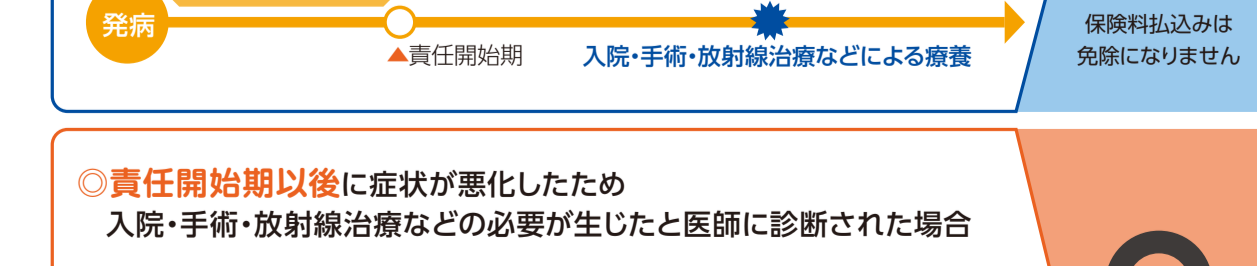 発病
▲責任開始期
入院・手術・放射線治療などによる療養
保険料払込みは
免除になりません
◎責任開始期以後に症状が悪化したため
入院・手術・放射線治療などの必要が生じたと医師に診断された場合